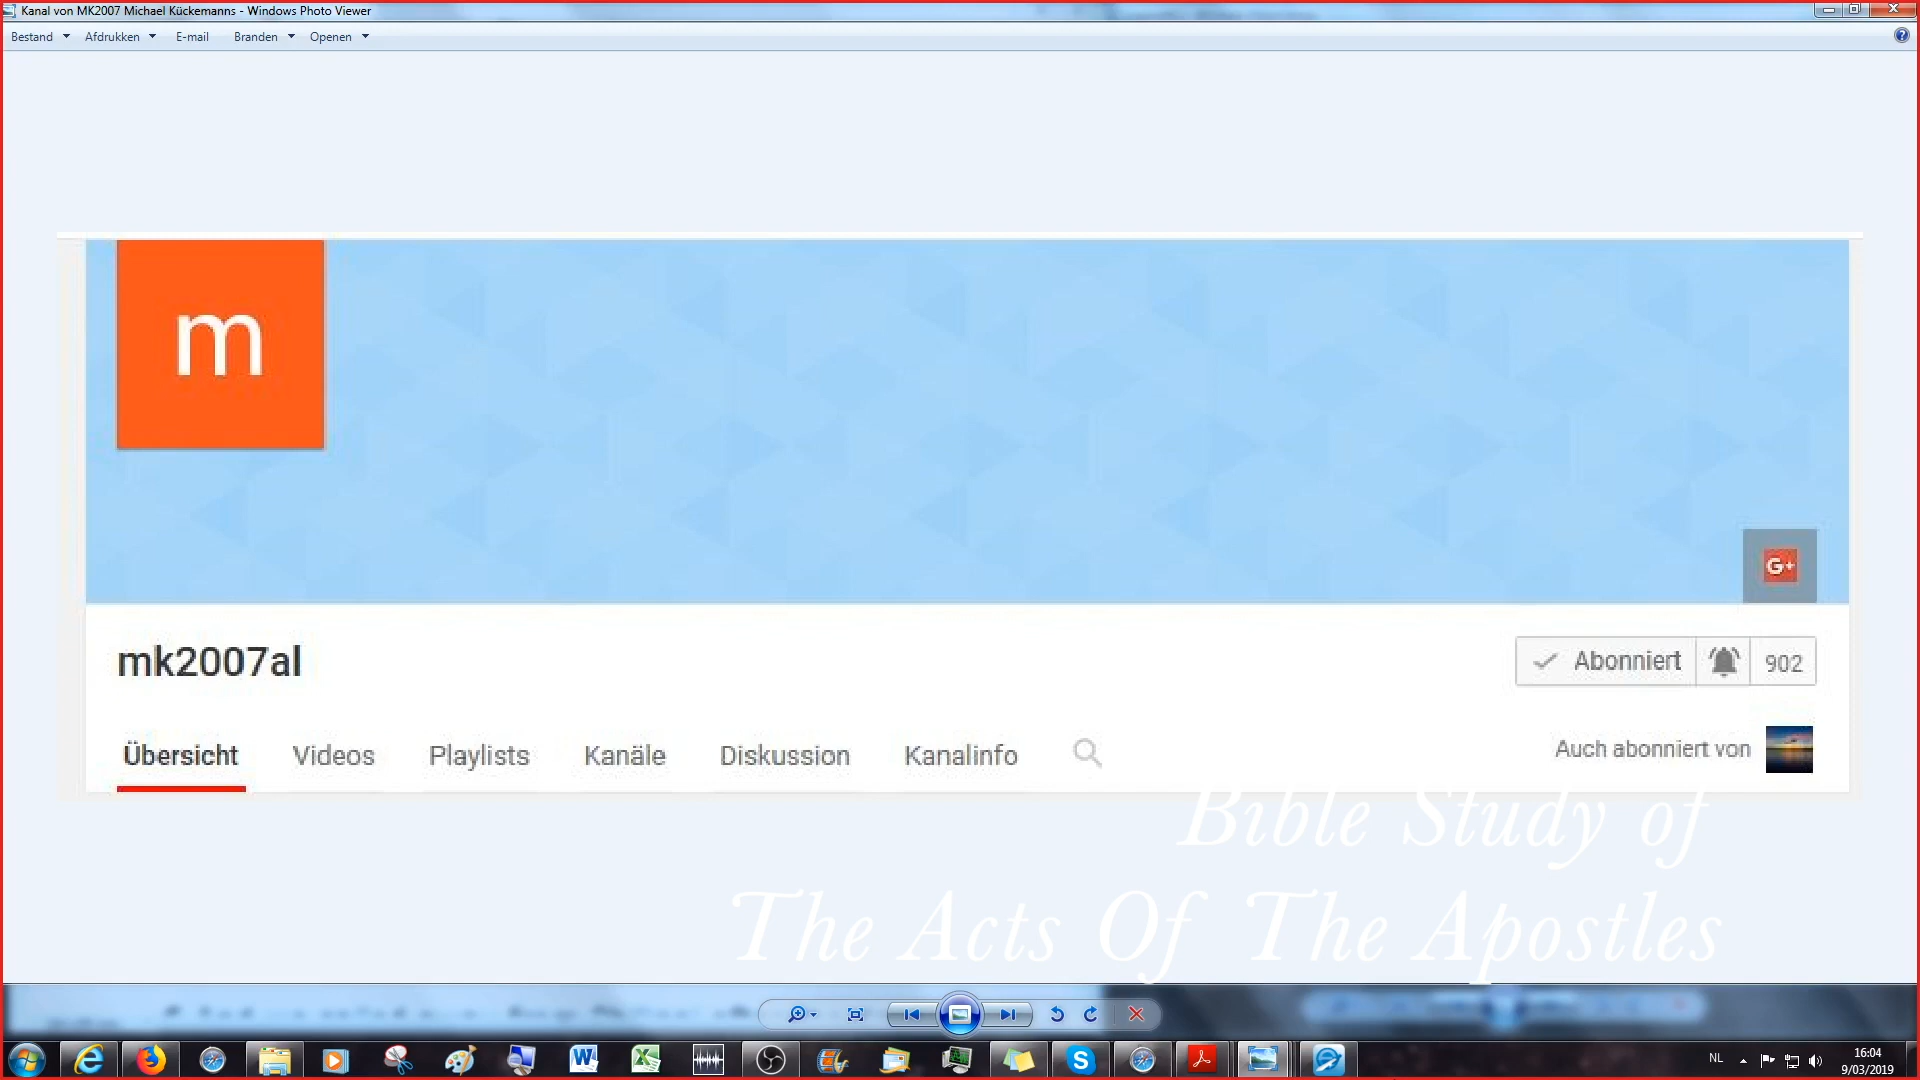 Kanal von MK2007 Michael Kückemanns - Windows Photo Viewer
Bestand Afdrukken E-mail Branden Openen
m
G+
mk2007al
Abonniert 902
Übersicht Videos Playlists Kanäle Diskussion Kanalinfo
Auch abonniert von
Bible Study of
The Acts Of The Apostles
NL
16:04
9/03/2019